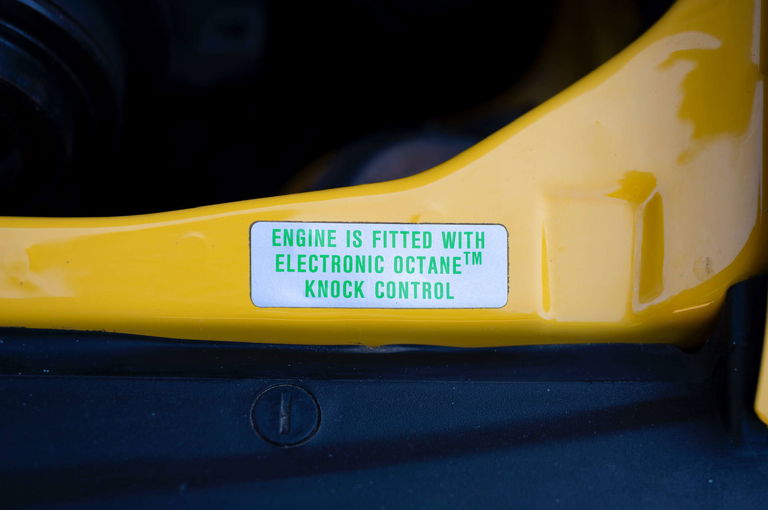 ENGINE IS FITTED WITH
ELECTRONIC OCTANE™
KNOCK CONTROL